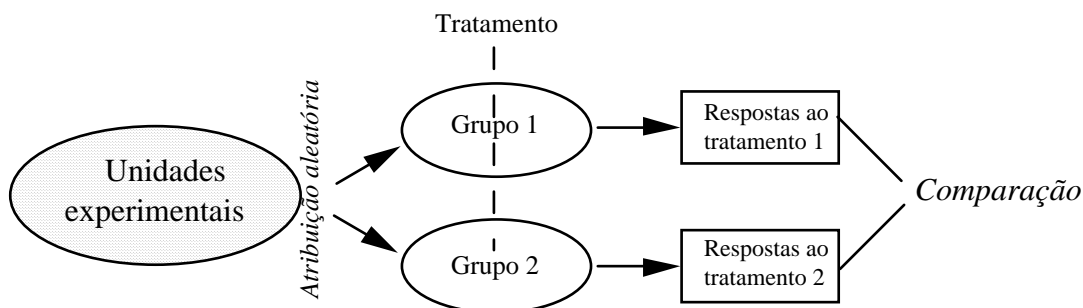 Tratamento
Unidades
experimentais
Atribuição aleatória
Grupo 1
Respostas ao
tratamento 1
Grupo 2
Respostas ao
tratamento 2
Comparação